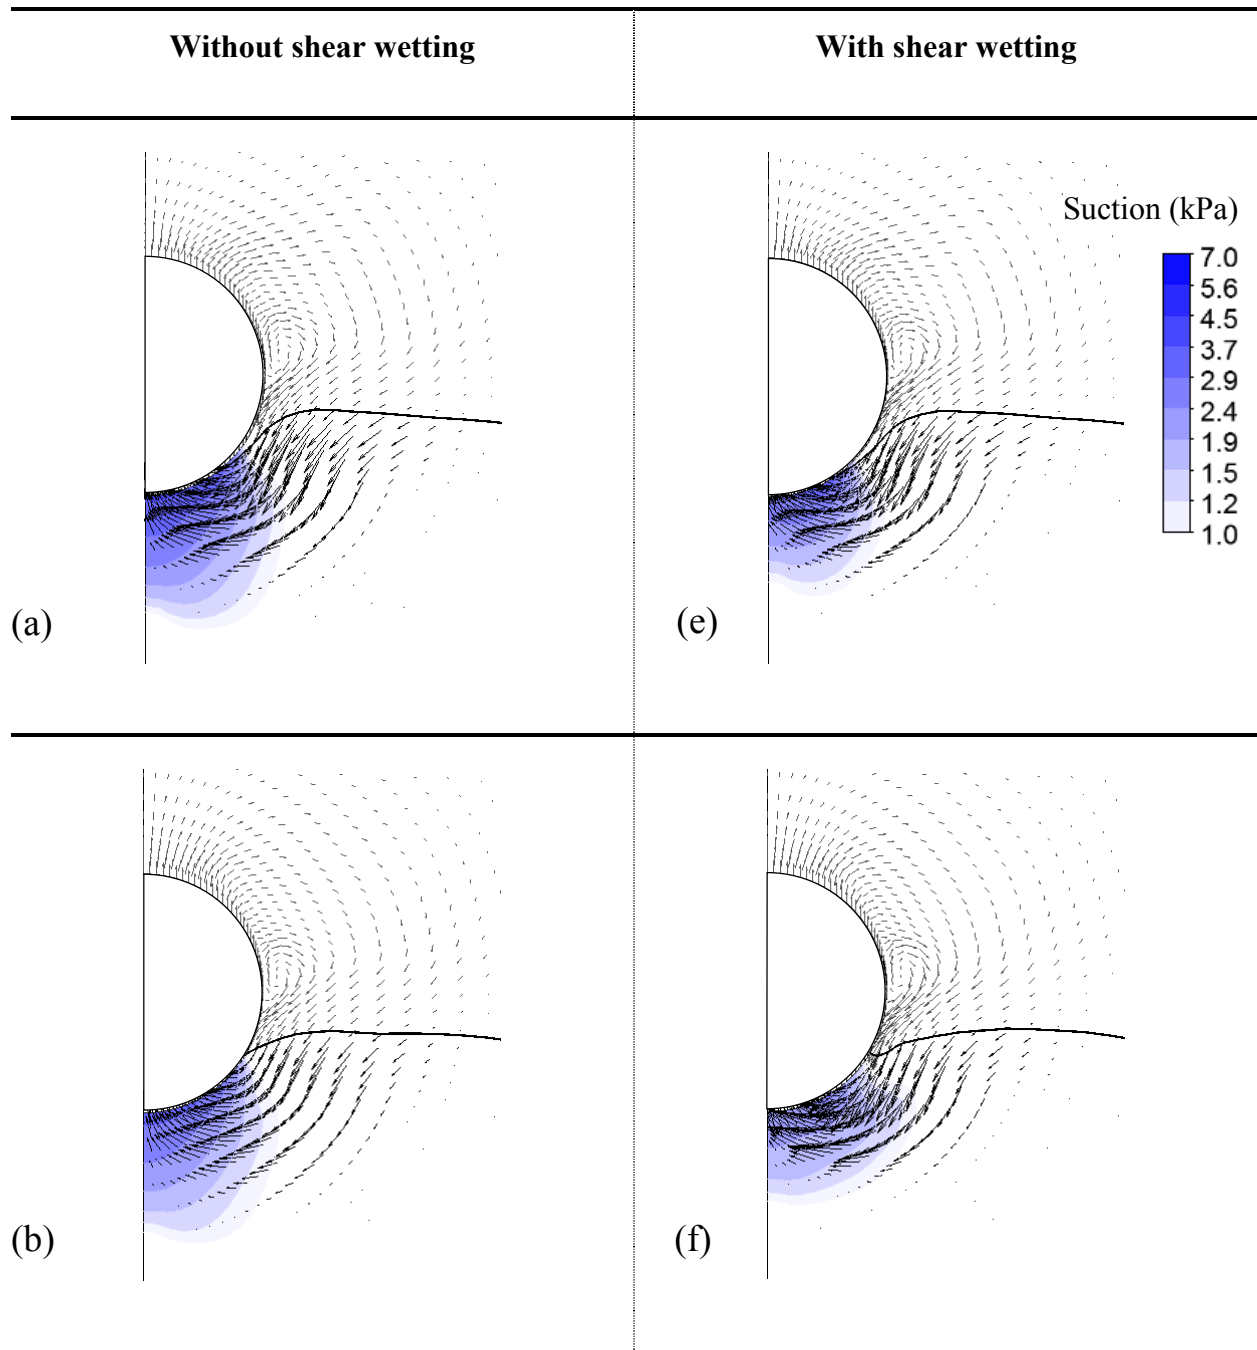 Without shear wetting
With shear wetting
Suction (kPa)
7.0
5.6
4.5
3.7
2.9
2.4
1.9
1.5
1.2
1.0
(a)
(e)
(b)
(f)